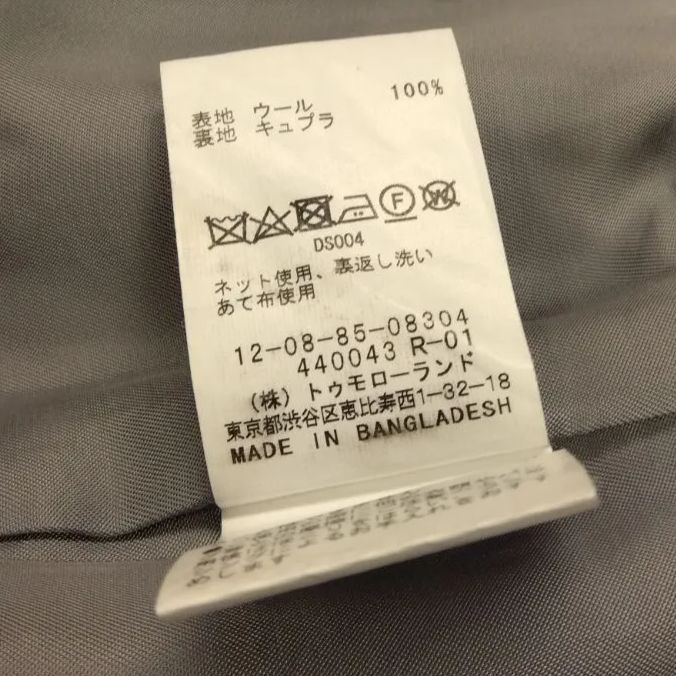 表地 ウール 100%
裏地 キュプラ
F W
DS004
ネット使用、裏返し洗い
あて布使用
12-08-85-08304
440043 R-01
(株) トゥモローランド
東京都渋谷区恵比寿西1-32-18
MADE IN BANGLADESH